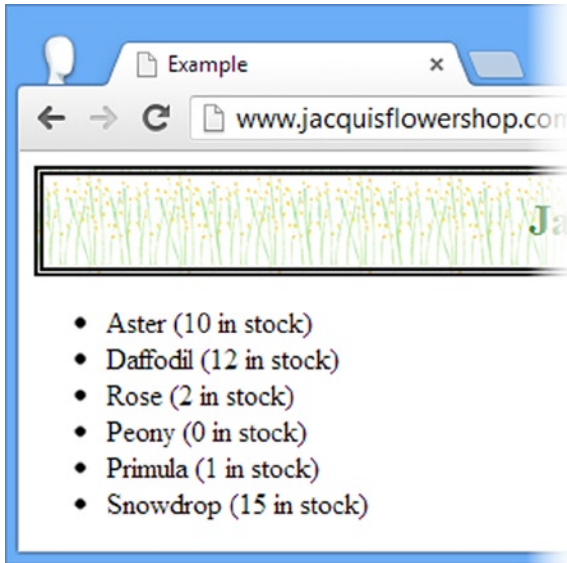 Example
www.jacquisflowershop.com
Aster (10 in stock)
Daffodil (12 in stock)
Rose (2 in stock)
Peony (0 in stock)
Primula (1 in stock)
Snowdrop (15 in stock)